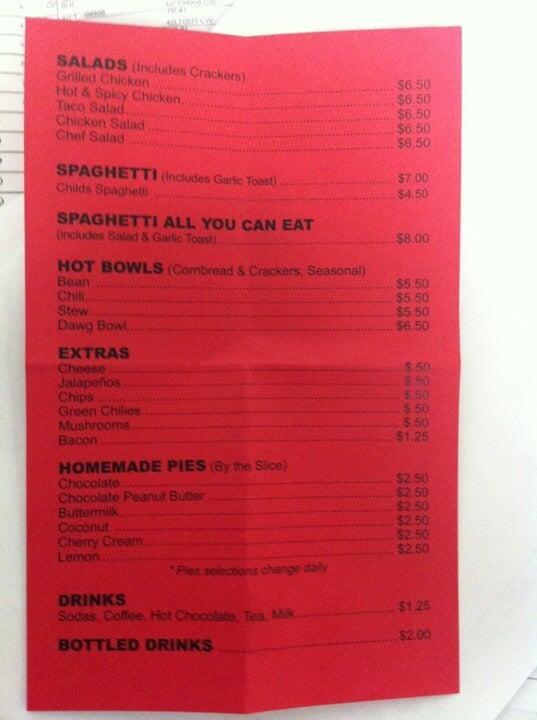 SALADS (Includes Crackers)
Grilled Chicken $6.50
Hot & Spicy Chicken $6.50
Taco Salad $6.50
Chicken Salad $6.50
Chef Salad $6.50
SPAGHETTI (Includes Garlic Toast) $7.00
Childs Spaghetti $4.50
SPAGHETTI ALL YOU CAN EAT
(includes Salad & Garlic Toast) $8.00
HOT BOWLS (Cornbread & Crackers; Seasonal)
Bean $5.50
Chili $5.50
Stew $5.50
Dawg Bowl $6.50
EXTRAS
Cheese $.50
Jalapeños $.50
Chips $.50
Green Chilies $.50
Mushrooms $.50
Bacon $1.25
HOMEMADE PIES (By the Slice)
Chocolate $2.50
Chocolate Peanut Butter $2.50
Buttermilk $2.50
Coconut $2.50
Cherry Cream $2.50
Lemon $2.50
* Pies selections change daily
DRINKS
Sodas, Coffee, Hot Chocolate, Tea, Milk $1.25
BOTTLED DRINKS $2.00